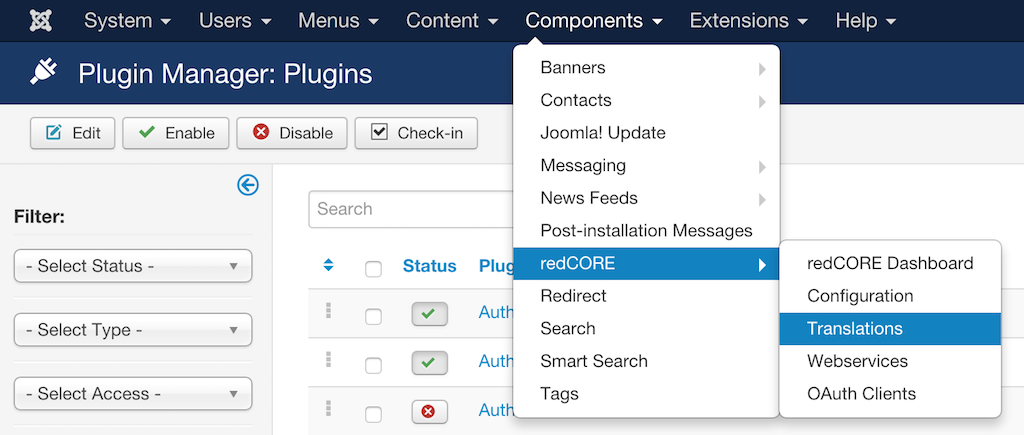 System Users Menus Content Components Extensions Help
Plugin Manager: Plugins
Edit Enable Disable Check-in
Filter:
- Select Status -
- Select Type -
- Select Access -
Search
Status Plug
Auth
Auth
Auth
Banners
Contacts
Joomla! Update
Messaging
News Feeds
Post-installation Messages
redCORE
Redirect
Search
Smart Search
Tags
redCORE Dashboard
Configuration
Translations
Webservices
OAuth Clients